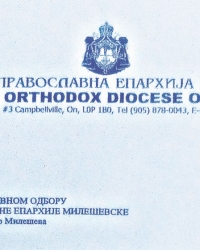 ПРАВОСЛАВНА ЕПАРХИЈА
ORTHODOX DIOCESE O
#3 Campbellville, On, L0P 1B0, Tel (905) 878-0043, E-
ВНОМ ОДБОРУ
НЕ ЕПАРХИЈЕ МИЛЕШЕВСКЕ
р Милешева